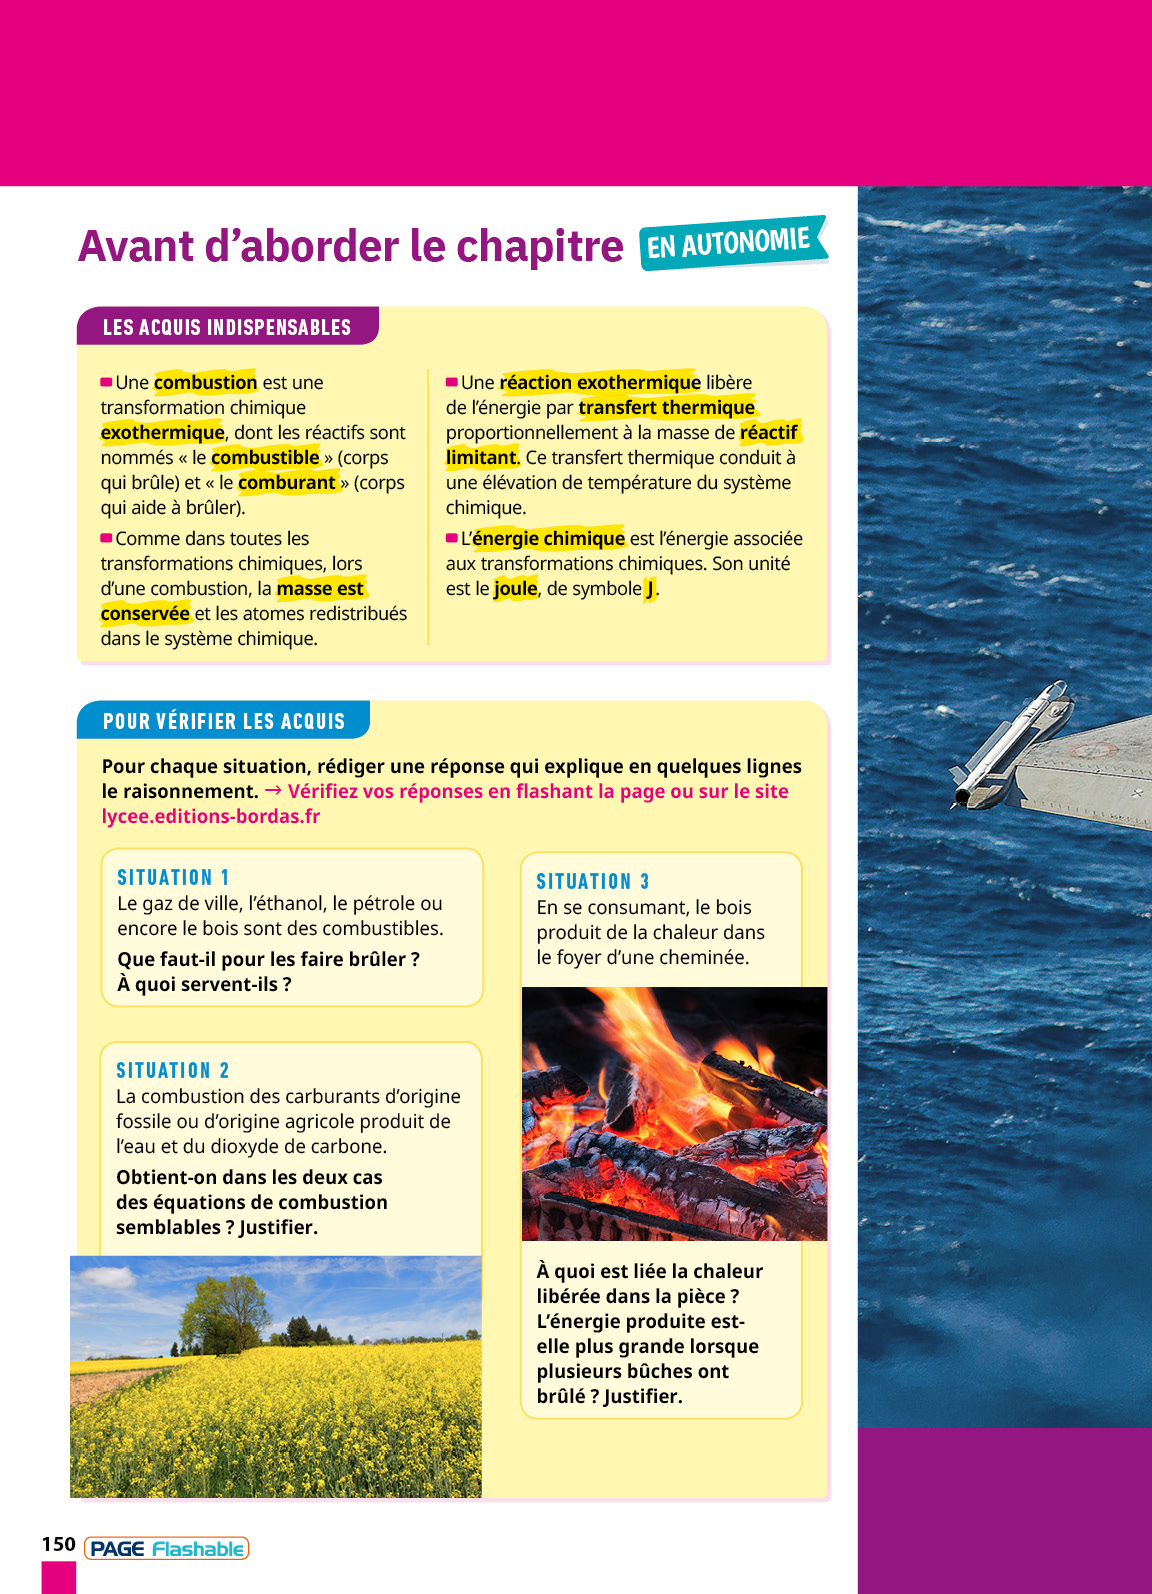 Avant d'aborder le chapitre
EN AUTONOMIE
LES ACQUIS INDISPENSABLES
Une combustion est une
transformation chimique
exothermique, dont les réactifs sont
nommés « le combustible » (corps
qui brûle) et « le comburant » (corps
qui aide à brûler).
Comme dans toutes les
transformations chimiques, lors
d'une combustion, la masse est
conservée et les atomes redistribués
dans le système chimique.
Une réaction exothermique libère
de l'énergie par transfert thermique
proportionnellement à la masse de réactif
limitant. Ce transfert thermique conduit à
une élévation de température du système
chimique.
L'énergie chimique est l'énergie associée
aux transformations chimiques. Son unité
est le joule, de symbole J.
POUR VÉRIFIER LES ACQUIS
Pour chaque situation, rédiger une réponse qui explique en quelques lignes
le raisonnement. → Vérifiez vos réponses en flashant la page ou sur le site
lycee.editions-bordas.fr
SITUATION 1
Le gaz de ville, l'éthanol, le pétrole ou
encore le bois sont des combustibles.
Que faut-il pour les faire brûler ?
À quoi servent-ils ?
SITUATION 2
La combustion des carburants d'origine
fossile ou d'origine agricole produit de
l'eau et du dioxyde de carbone.
Obtient-on dans les deux cas
des équations de combustion
semblables ? Justifier.
SITUATION 3
En se consumant, le bois
produit de la chaleur dans
le foyer d'une cheminée.
À quoi est liée la chaleur
libérée dans la pièce ?
L'énergie produite est-
elle plus grande lorsque
plusieurs bûches ont
brûlé ? Justifier.
150 PAGE Flashable